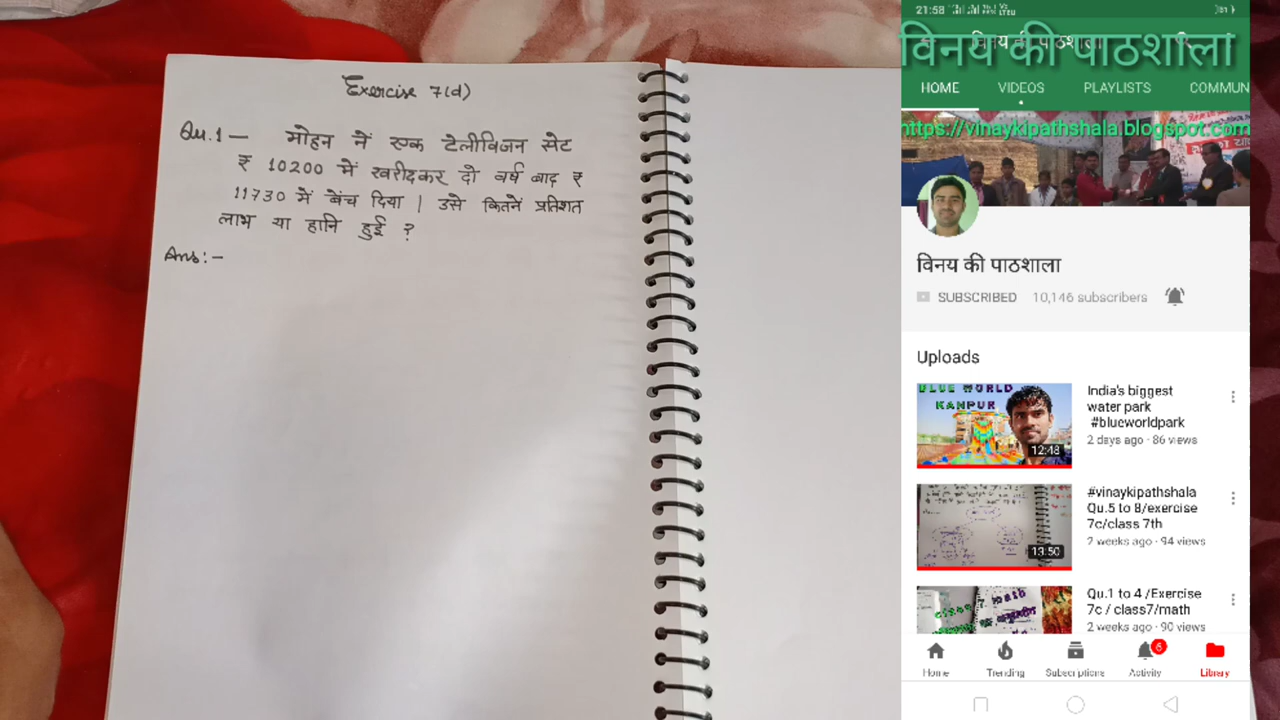 Exercise 7(d)
Qu.1 — मोहन नें एक टेलीविजन सेट
₹ 10200 में खरीदकर दो वर्ष बाद ₹
11730 में बेंच दिया | उसे कितनें प्रतिशत
लाभ या हानि हुई ?
Ans:-
21:58
विनय की पाठशाला
HOME VIDEOS PLAYLISTS COMMUN
https://vinaykipathshala.blogspot.com
विनय की पाठशाला
SUBSCRIBED 10,146 subscribers
Uploads
BLUE WORLD
KANPUR
12:48
India's biggest
water park
#blueworldpark
2 days ago · 86 views
13:50
#vinaykipathshala
Qu.5 to 8/exercise
7c/class 7th
2 weeks ago · 94 views
Qu.1 to 4 /Exercise
7c / class7/math
2 weeks ago · 90 views
6
Home Trending Subscriptions Activity Library